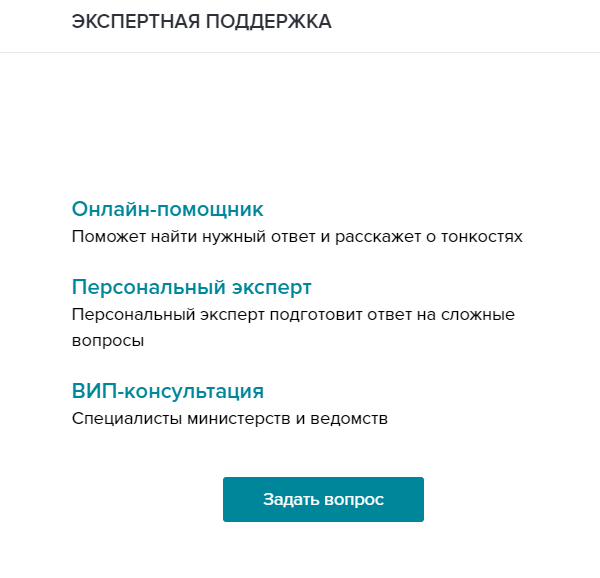 ЭКСПЕРТНАЯ ПОДДЕРЖКА
Онлайн-помощник
Поможет найти нужный ответ и расскажет о тонкостях
Персональный эксперт
Персональный эксперт подготовит ответ на сложные
вопросы
ВИП-консультация
Специалисты министерств и ведомств
Задать вопрос